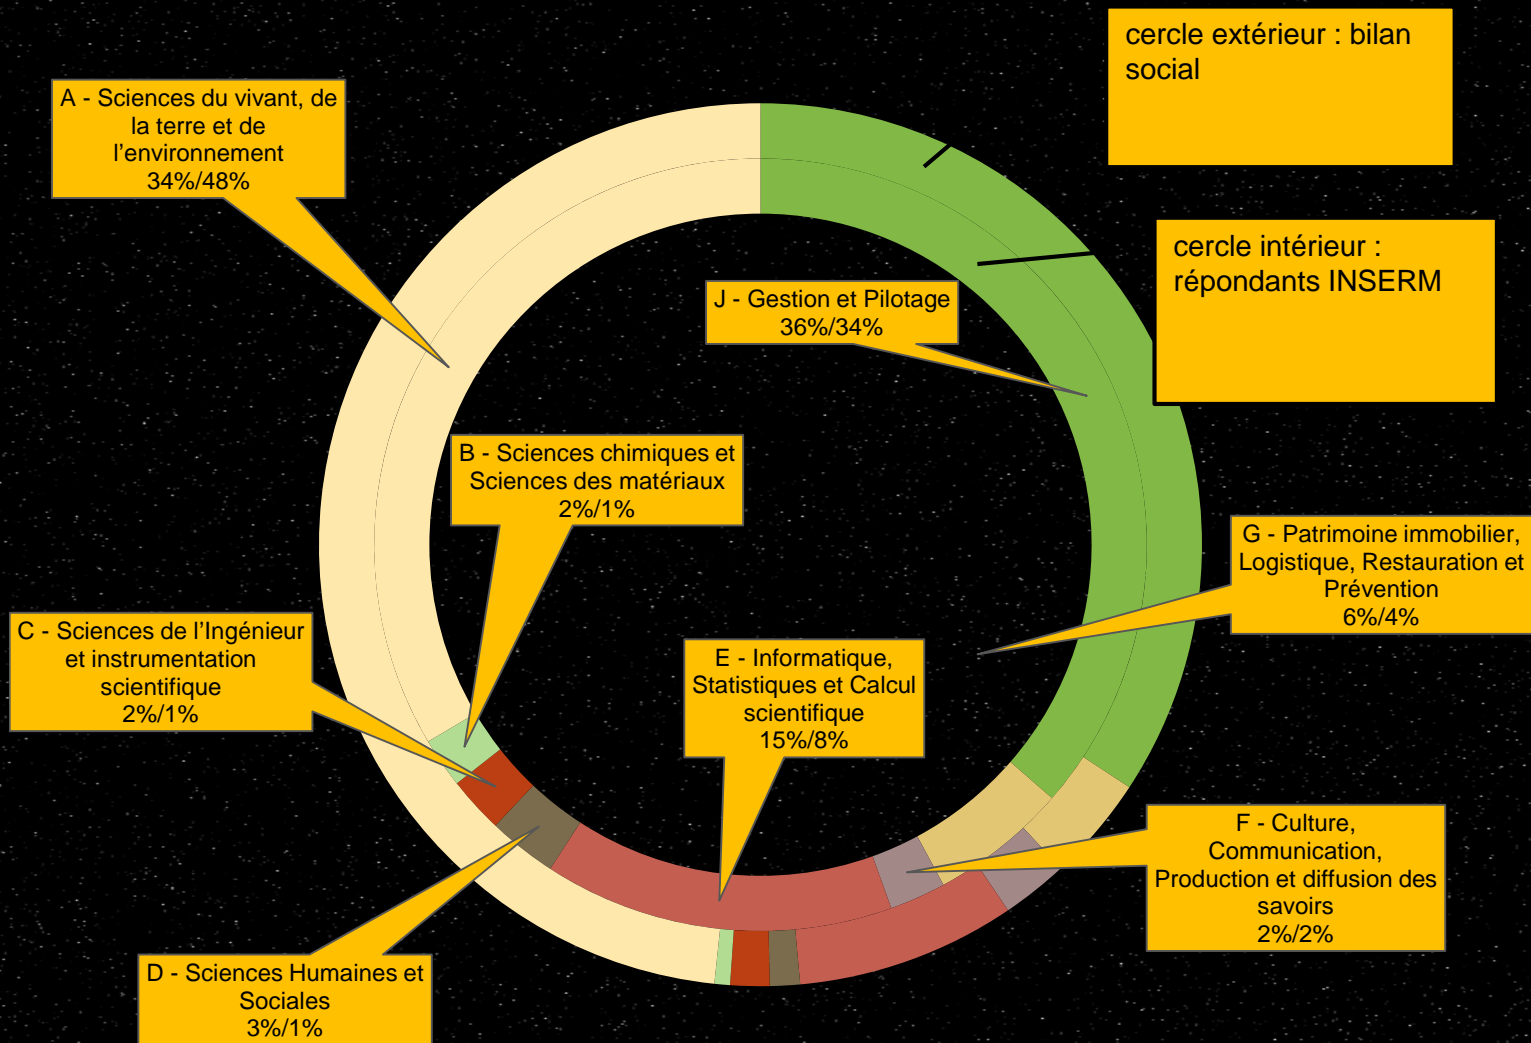 cercle extérieur : bilan
social
A - Sciences du vivant, de
la terre et de
l’environnement
34%/48%
cercle intérieur :
répondants INSERM
J - Gestion et Pilotage
36%/34%
B - Sciences chimiques et
Sciences des matériaux
2%/1%
G - Patrimoine immobilier,
Logistique, Restauration et
Prévention
6%/4%
C - Sciences de l’Ingénieur
et instrumentation
scientifique
2%/1%
E - Informatique,
Statistiques et Calcul
scientifique
15%/8%
F - Culture,
Communication,
Production et diffusion des
savoirs
2%/2%
D - Sciences Humaines et
Sociales
3%/1%